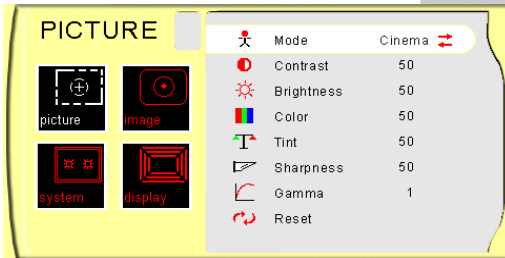 PICTURE
picture
image
system
display
Mode Cinema
Contrast 50
Brightness 50
Color 50
Tint 50
Sharpness 50
Gamma 1
Reset